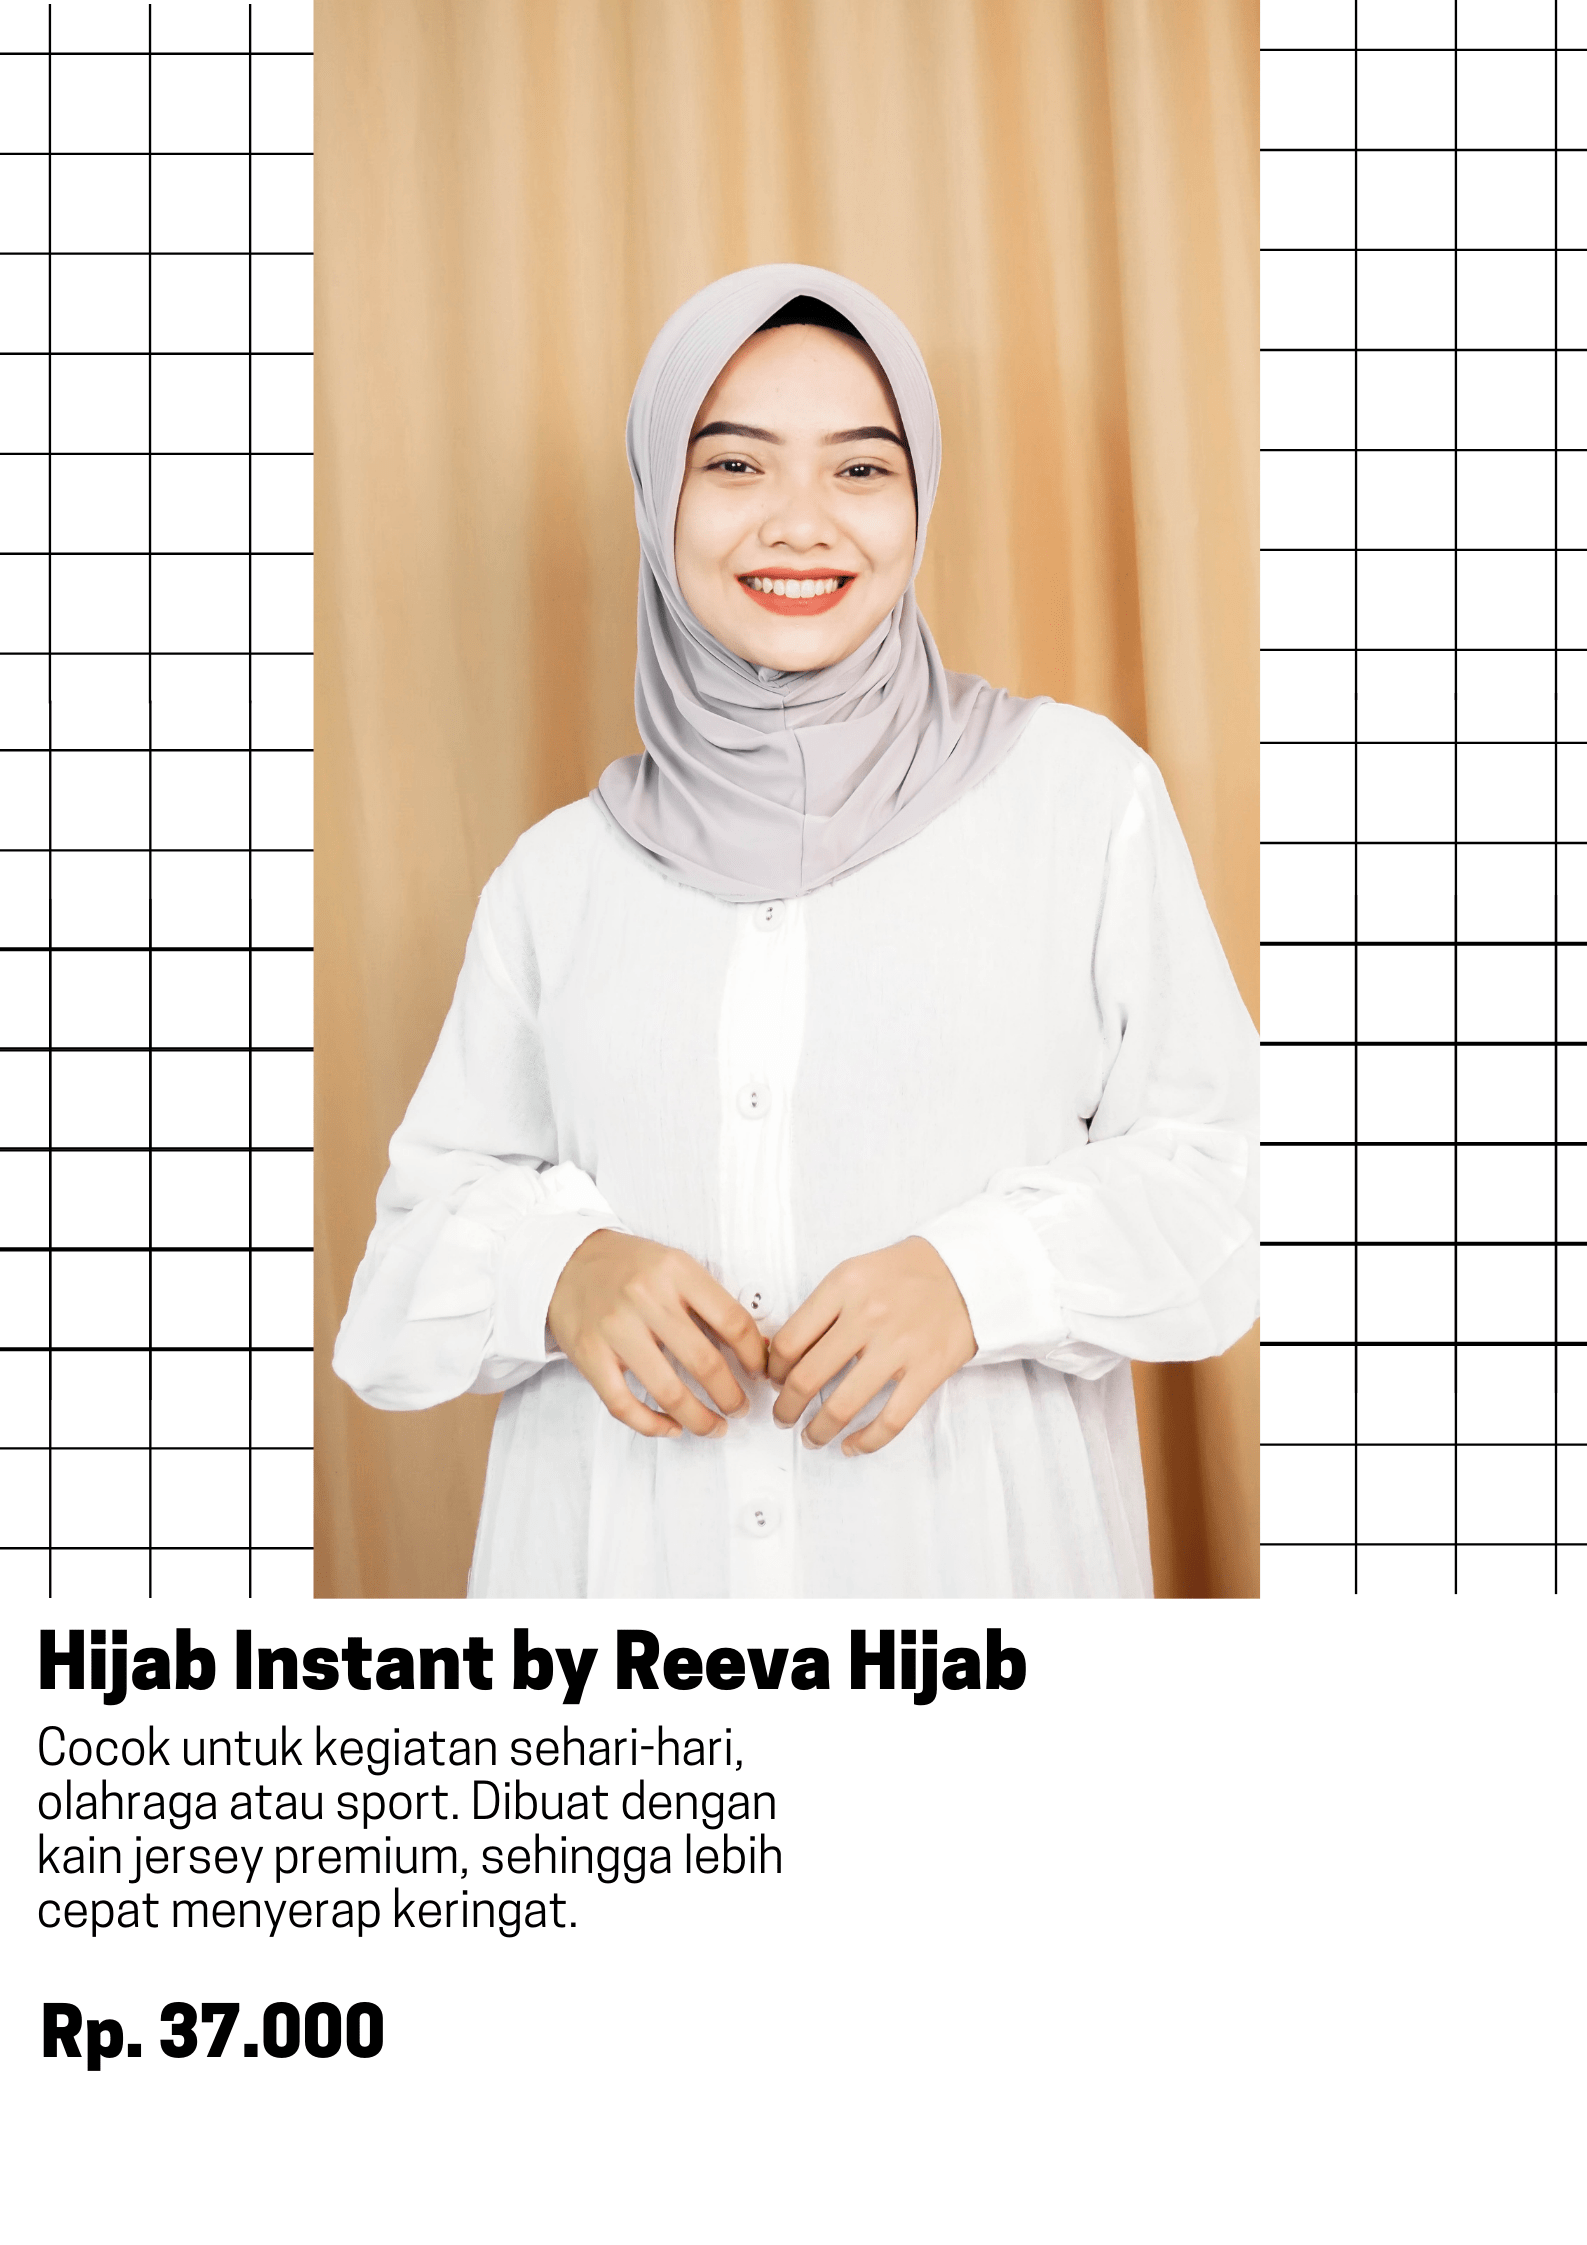 Hijab Instant by Reeva Hijab
Cocok untuk kegiatan sehari-hari,
olahraga atau sport. Dibuat dengan
kain jersey premium, sehingga lebih
cepat menyerap keringat.
Rp. 37.000